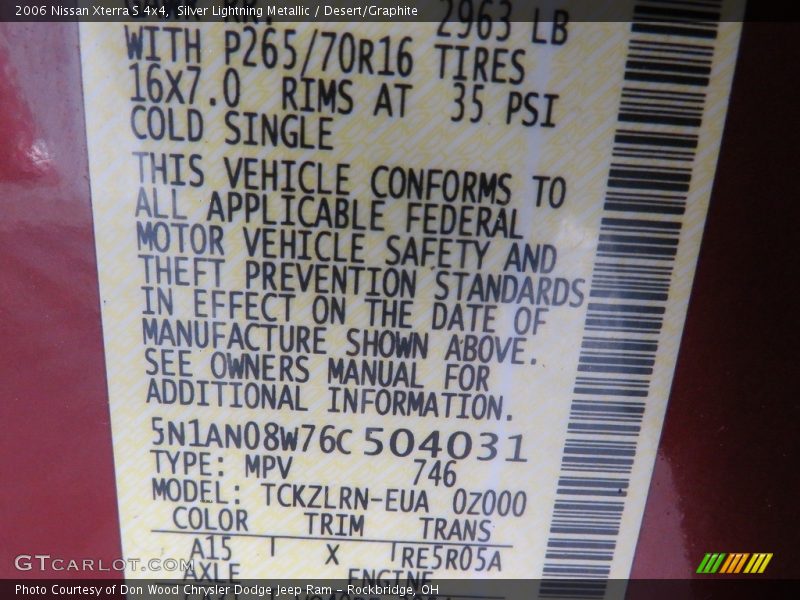 2006 Nissan Xterra S 4x4, Silver Lightning Metallic / Desert/Graphite
2963 LB
WITH P265/70R16 TIRES
16X7.0 RIMS AT 35 PSI
COLD SINGLE
THIS VEHICLE CONFORMS TO
ALL APPLICABLE FEDERAL
MOTOR VEHICLE SAFETY AND
THEFT PREVENTION STANDARDS
IN EFFECT ON THE DATE OF
MANUFACTURE SHOWN ABOVE.
SEE OWNERS MANUAL FOR
ADDITIONAL INFORMATION.
5N1AN08W76C504031
TYPE: MPV 746
MODEL: TCKZLRN-EUA 0Z000
COLOR TRIM TRANS
A15 X RE5R05A
AXLE ENGINE
GTCARLOT.COM
Photo Courtesy of Don Wood Chrysler Dodge Jeep Ram – Rockbridge, OH